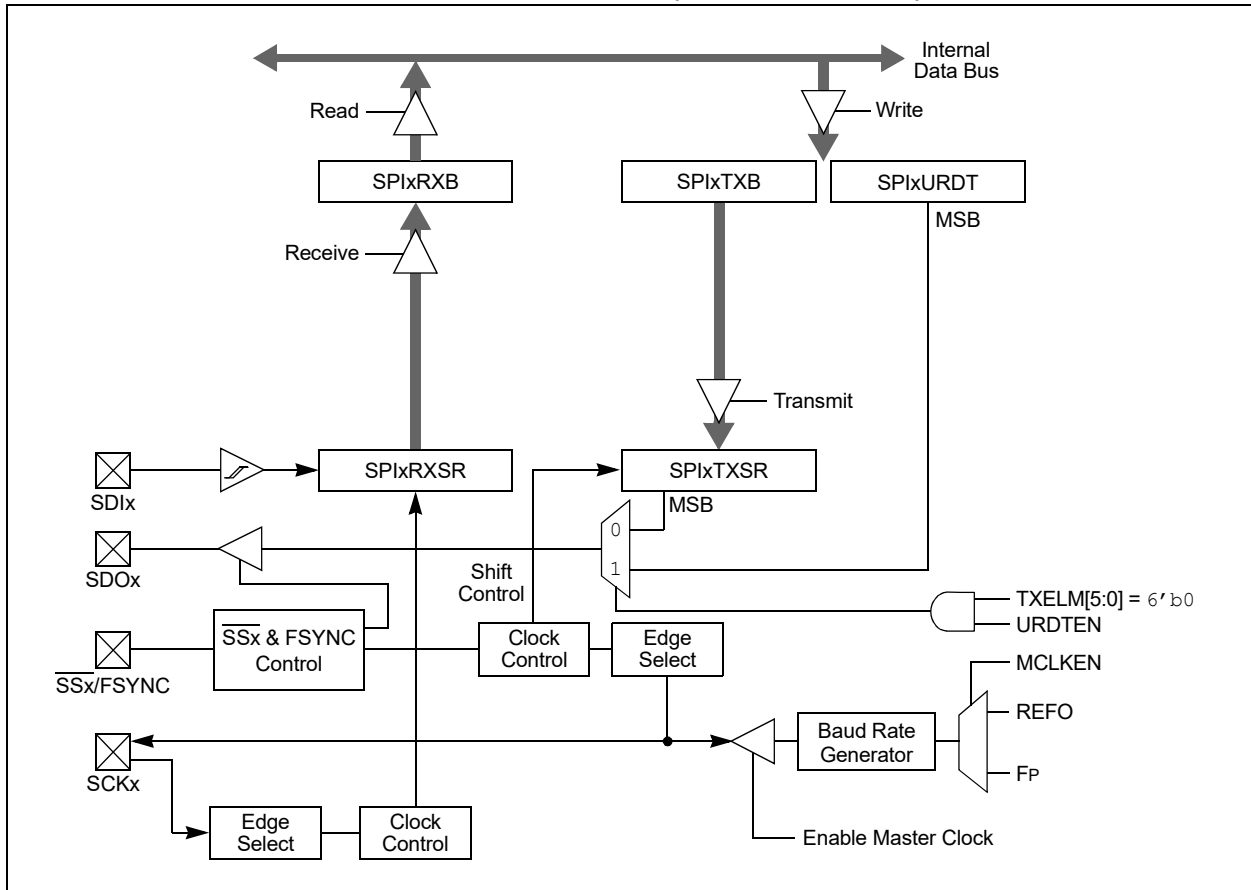 Internal
Data Bus
Read
Write
SPIxRXB
SPIxTXB
SPIxURDT
MSB
Receive
Transmit
SDIx
SPIxRXSR
SPIxTXSR
MSB
0
1
SDOx
Shift
Control
TXELM[5:0] = 6’b0
URDTEN
SSx & FSYNC
Control
Clock
Control
Edge
Select
SSx/FSYNC
MCLKEN
REFO
Baud Rate
Generator
FP
SCKx
Edge
Select
Clock
Control
Enable Master Clock